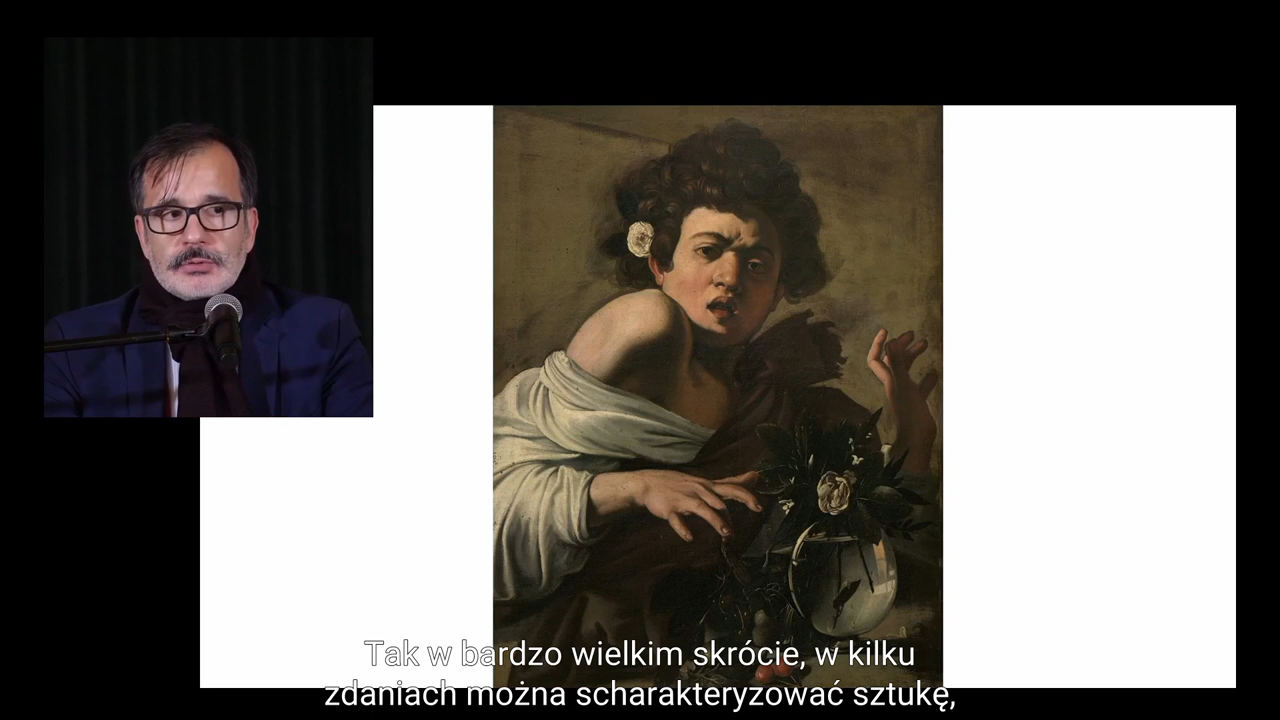 Tak w bardzo wielkim skrócie, w kilku
zdaniach można scharakteryzować sztukę,